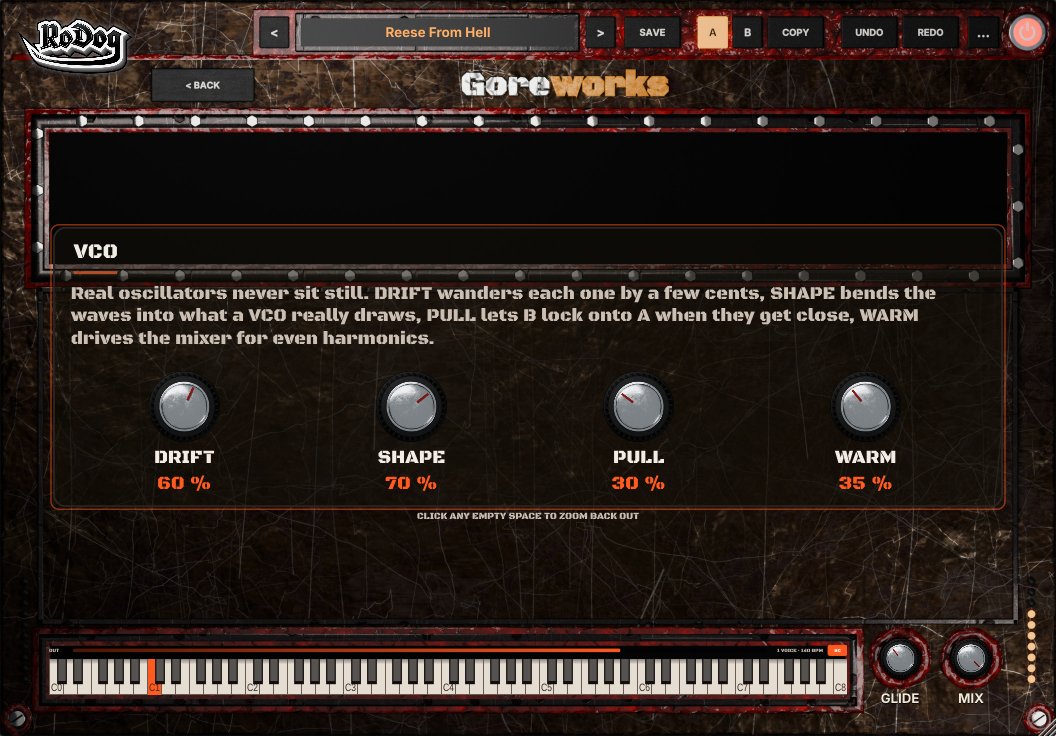 RoDog
<
Reese From Hell
>
SAVE
A
B
COPY
UNDO
REDO
...
< BACK
Goreworks
VCO
Real oscillators never sit still. DRIFT wanders each one by a few cents, SHAPE bends the
waves into what a VCO really draws, PULL lets B lock onto A when they get close, WARM
drives the mixer for even harmonics.
DRIFT
SHAPE
PULL
WARM
60 %
70 %
30 %
35 %
CLICK ANY EMPTY SPACE TO ZOOM BACK OUT
OUT
1 VOICE · 140 BPM
C0
C1
C2
C3
C4
C5
C6
C7
C8
GLIDE
MIX